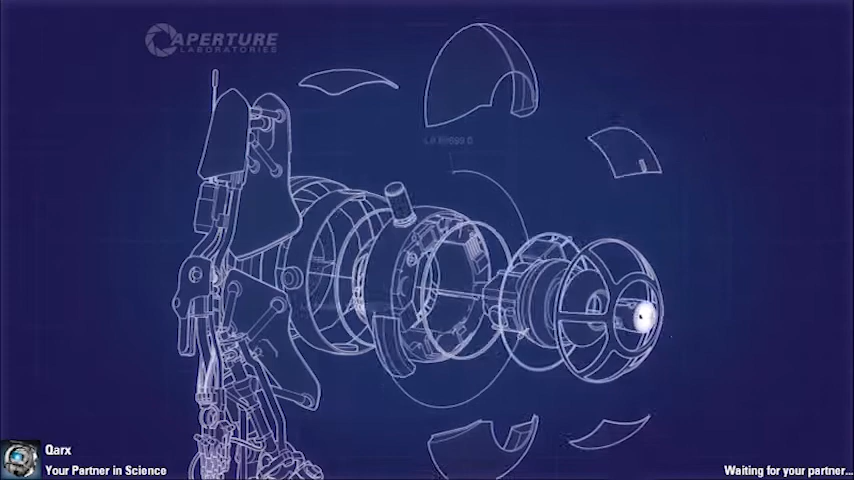 APERTURE
LABORATORIES
Qarx
Your Partner in Science
Waiting for your partner...